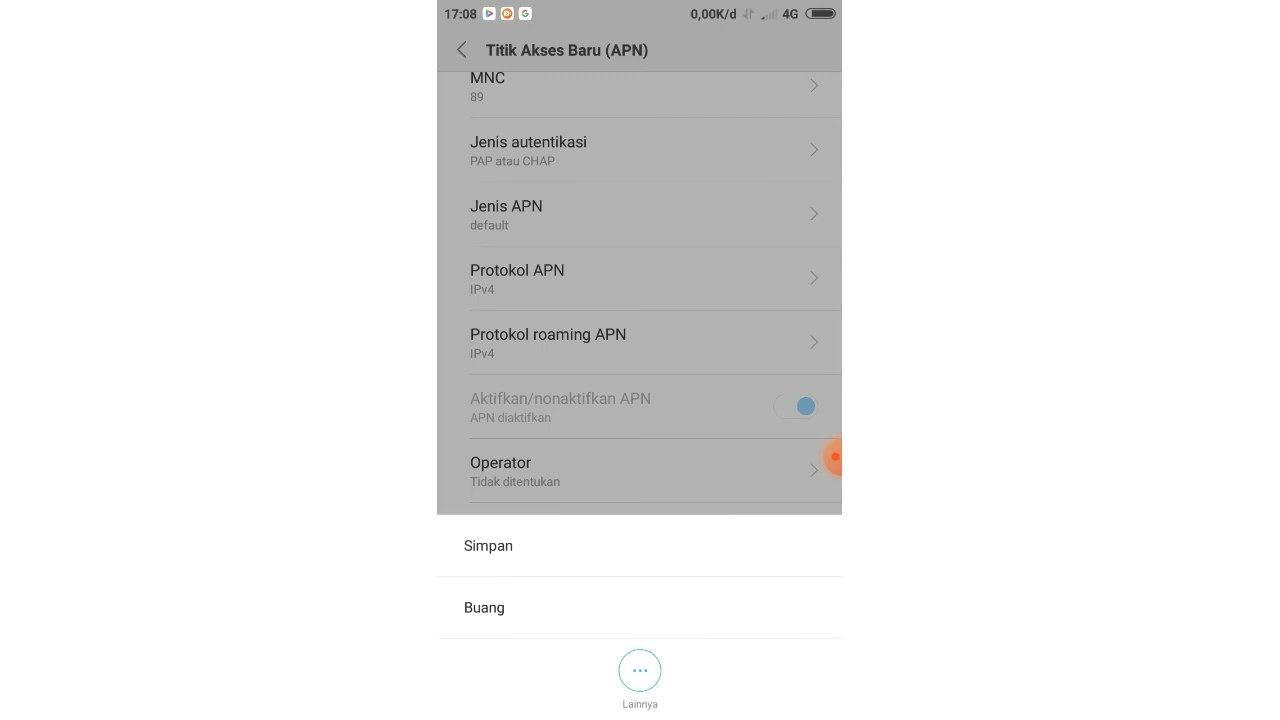 17:08 0,00K/d 4G
Titik Akses Baru (APN)
MNC
89
Jenis autentikasi
PAP atau CHAP
Jenis APN
default
Protokol APN
IPv4
Protokol roaming APN
IPv4
Aktifkan/nonaktifkan APN
APN diaktifkan
Operator
Tidak ditentukan
Simpan
Buang
Lainnya